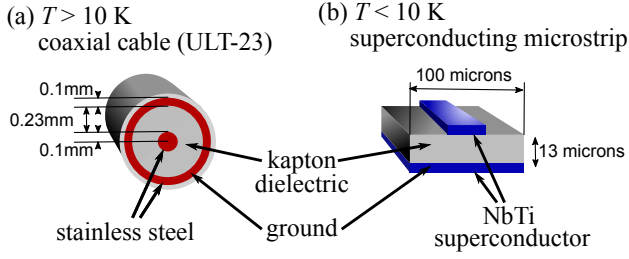 (a) T > 10 K
coaxial cable (ULT-23)
0.1mm
0.23mm
0.1mm
stainless steel
(b) T < 10 K
superconducting microstrip
100 microns
13 microns
kapton
dielectric
ground
NbTi
superconductor